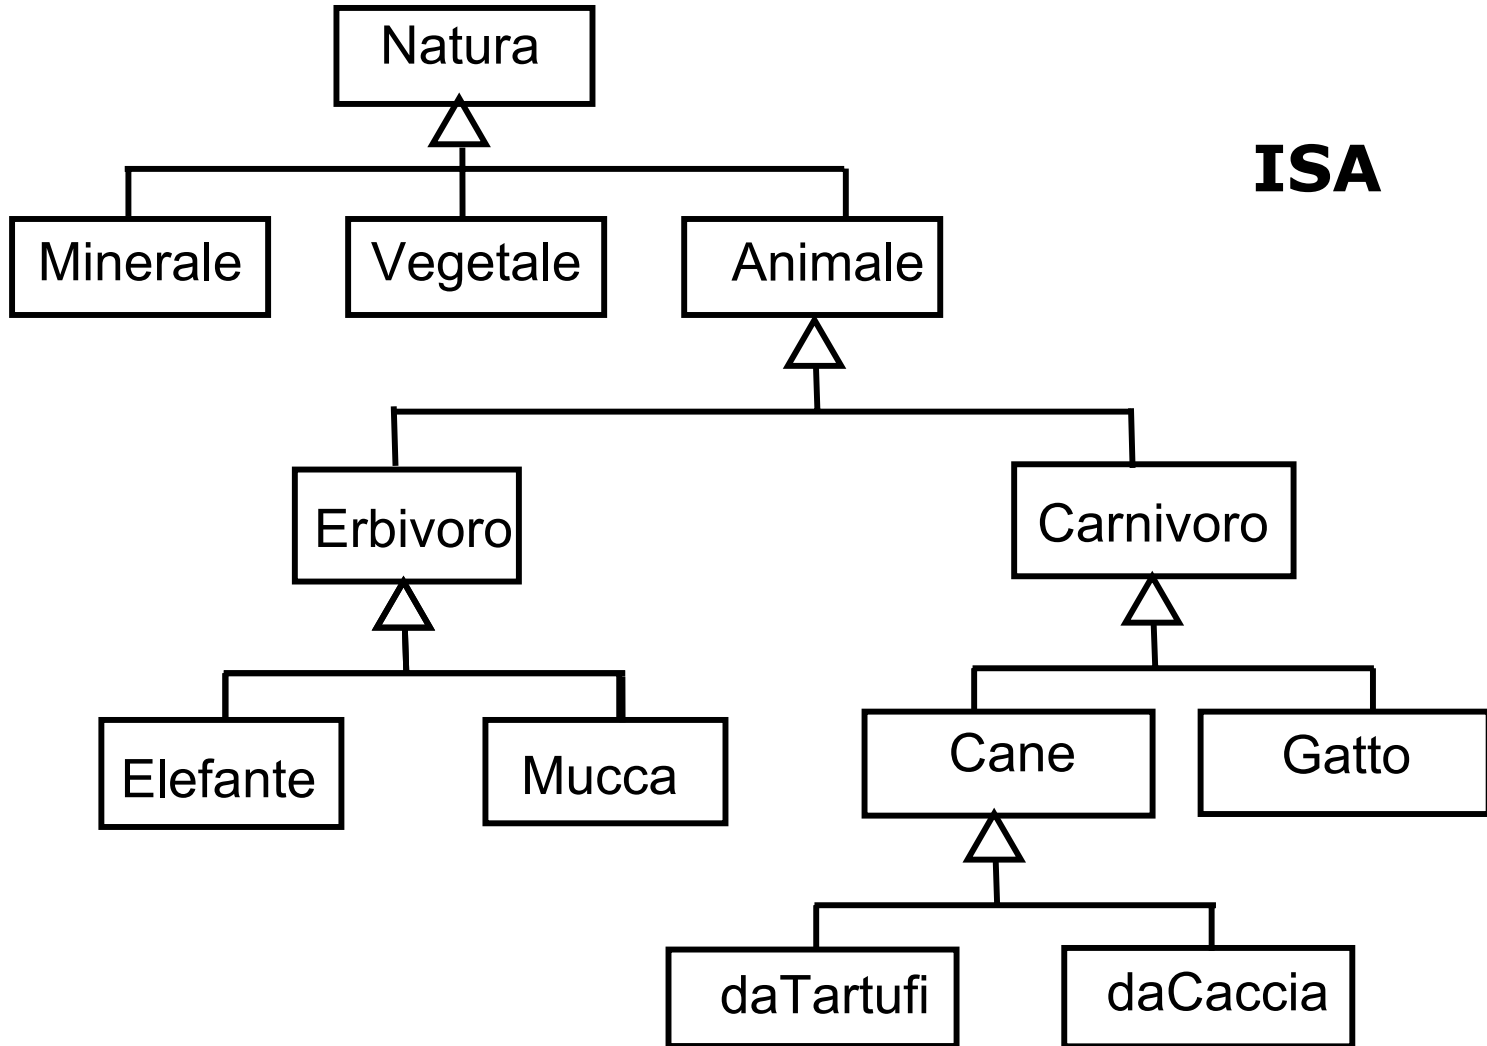 Natura
ISA
Minerale
Vegetale
Animale
Erbivoro
Carnivoro
Elefante
Mucca
Cane
Gatto
daTartufi
daCaccia